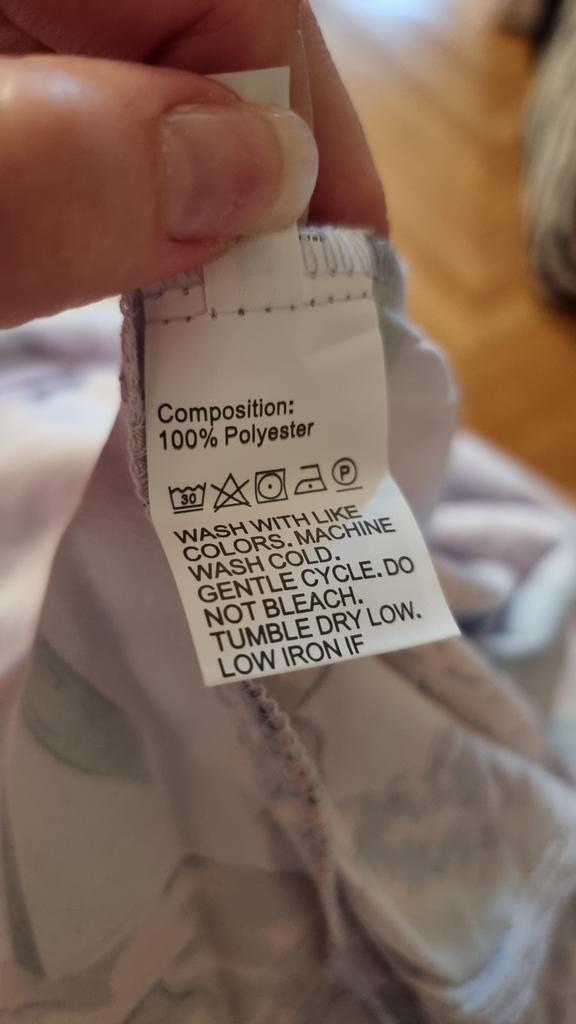 Composition:
100% Polyester
30 P
WASH WITH LIKE
COLORS. MACHINE
WASH COLD.
GENTLE CYCLE. DO
NOT BLEACH.
TUMBLE DRY LOW.
LOW IRON IF